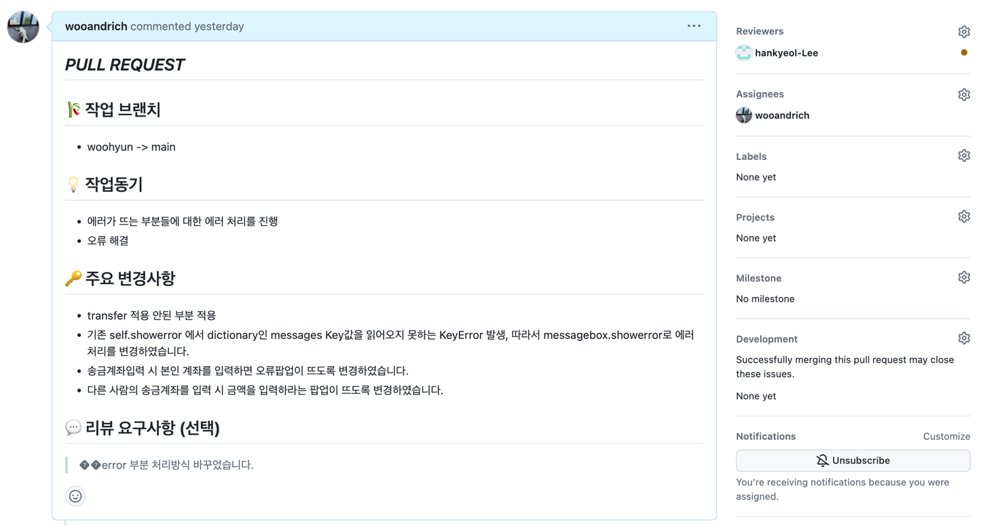 wooandrich commented yesterday
PULL REQUEST
작업 브랜치
woohyun -> main
작업동기
에러가 뜨는 부분들에 대한 에러 처리를 진행
오류 해결
주요 변경사항
transfer 적용 안된 부분 적용
기존 self.showerror 에서 dictionary인 messages Key값을 읽어오지 못하는 KeyError 발생, 따라서 messagebox.showerror로 에러
처리를 변경하였습니다.
송금계좌입력 시 본인 계좌를 입력하면 오류팝업이 뜨도록 변경하였습니다.
다른 사람의 송금계좌를 입력 시 금액을 입력하라는 팝업이 뜨도록 변경하였습니다.
리뷰 요구사항 (선택)
��error 부분 처리방식 바꾸었습니다.
Reviewers
hankyeol-Lee
Assignees
wooandrich
Labels
None yet
Projects
None yet
Milestone
No milestone
Development
Successfully merging this pull request may close
these issues.
None yet
Notifications Customize
Unsubscribe
You’re receiving notifications because you were
assigned.